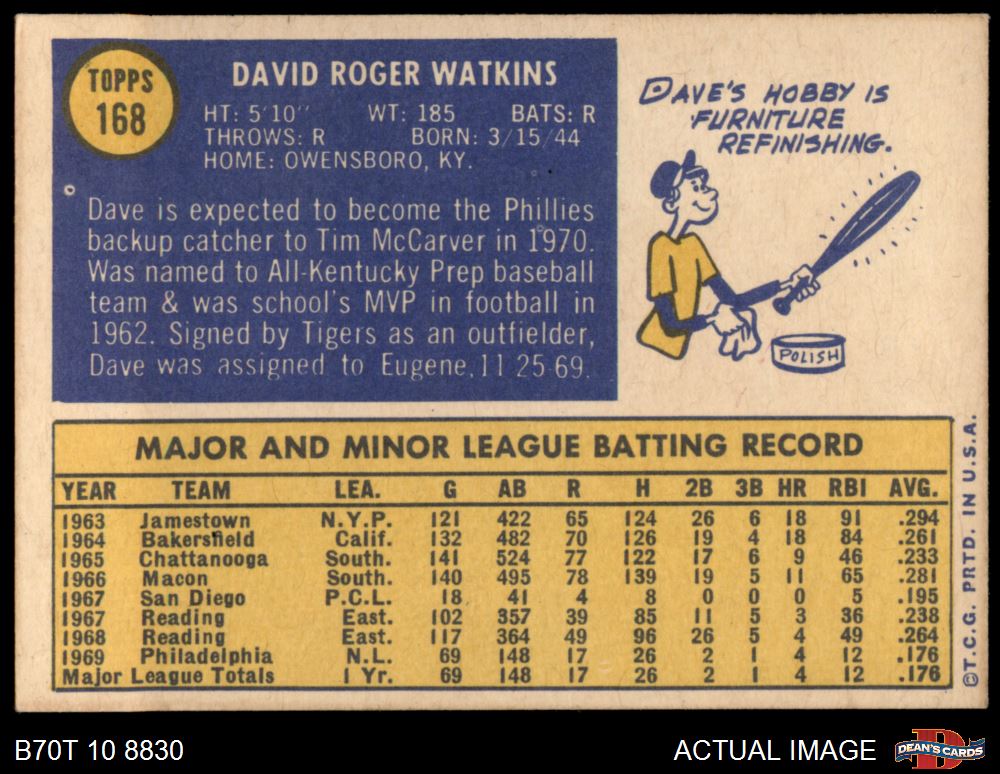 TOPPS
168
DAVID ROGER WATKINS
HT: 5'10" WT: 185 BATS: R
THROWS: R BORN: 3/15/44
HOME: OWENSBORO, KY.
Dave is expected to become the Phillies
backup catcher to Tim McCarver in 1970.
Was named to All-Kentucky Prep baseball
team & was school's MVP in football in
1962. Signed by Tigers as an outfielder,
Dave was assigned to Eugene, 11-25-69.
DAVE'S HOBBY IS
FURNITURE
REFINISHING.
POLISH
MAJOR AND MINOR LEAGUE BATTING RECORD
YEAR TEAM LEA. G AB R H 2B 3B HR RBI AVG.
1963 Jamestown N.Y.P. 121 422 65 124 26 6 18 91 .294
1964 Bakersfield Calif. 132 482 70 126 19 4 18 84 .261
1965 Chattanooga South. 141 524 77 122 17 6 9 46 .233
1966 Macon South. 140 495 78 139 19 5 11 65 .281
1967 San Diego P.C.L. 18 41 4 8 0 0 0 5 .195
1967 Reading East. 102 357 39 85 11 5 3 36 .238
1968 Reading East. 117 364 49 96 26 5 4 49 .264
1969 Philadelphia N.L. 69 148 17 26 2 1 4 12 .176
Major League Totals 1 Yr. 69 148 17 26 2 1 4 12 .176
©T.C.G. PRTD. IN U.S.A.
B70T 10 8830
ACTUAL IMAGE
D
DEAN'S CARDS